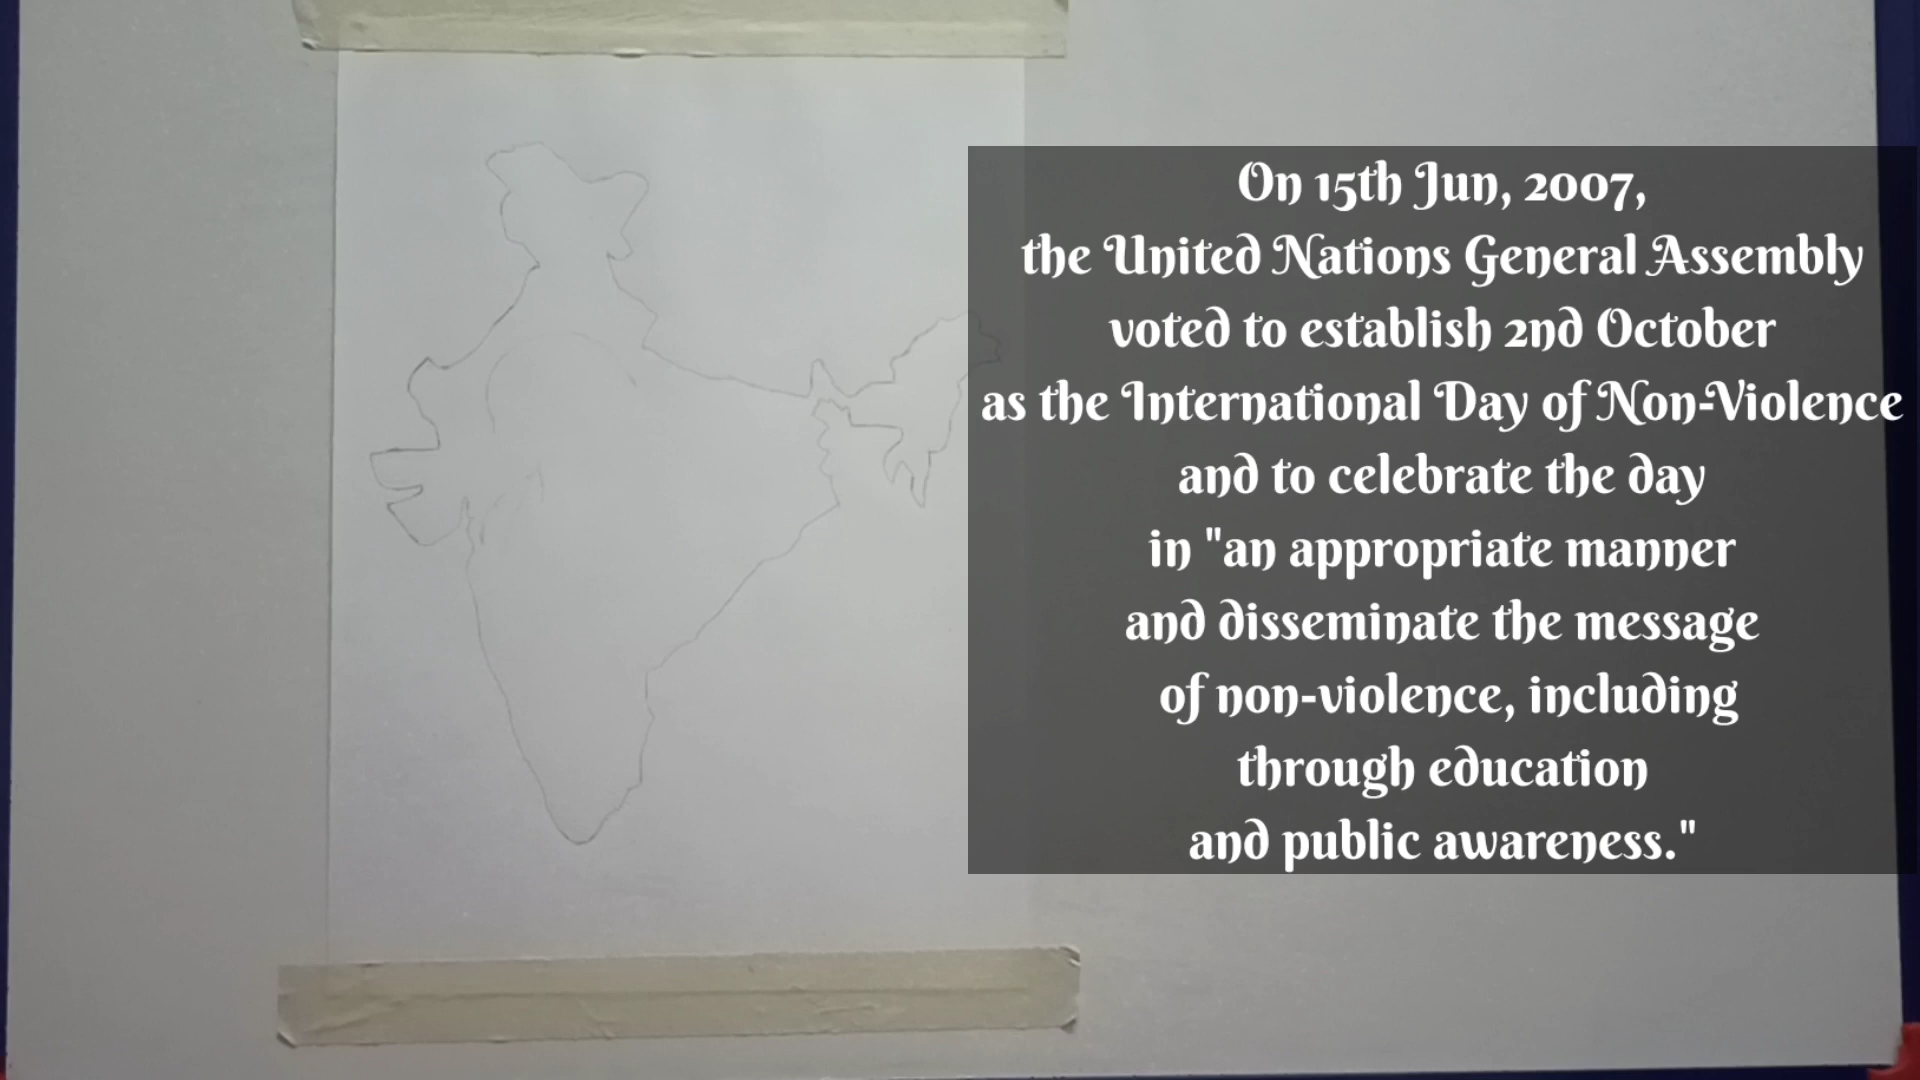 On 15th Jun, 2007,
the United Nations General Assembly
voted to establish 2nd October
as the International Day of Non-Violence
and to celebrate the day
in "an appropriate manner
and disseminate the message
of non-violence, including
through education
and public awareness."